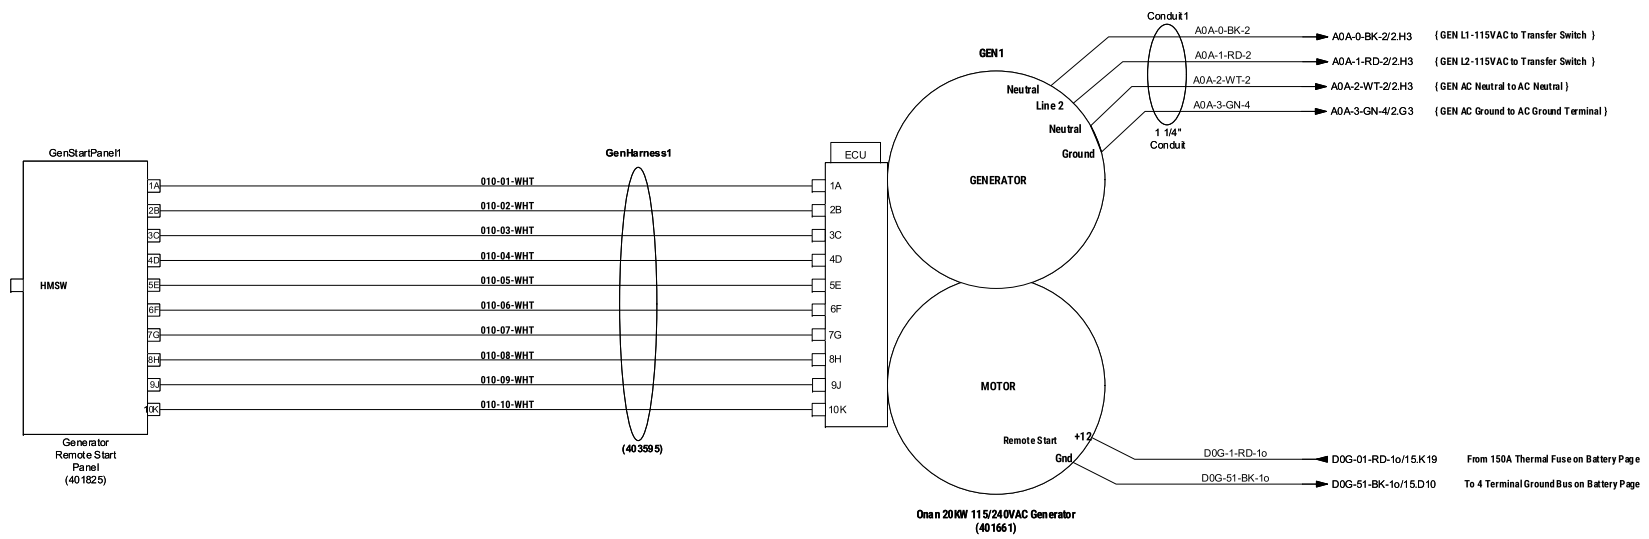 Conduit1
A0A-0-BK-2
A0A-0-BK-2/2.H3
{ GEN L1-115VAC to Transfer Switch }
GEN1
A0A-1-RD-2
A0A-1-RD-2/2.H3
{ GEN L2-115VAC to Transfer Switch }
Neutral
A0A-2-WT-2
A0A-2-WT-2/2.H3
{ GEN AC Neutral to AC Neutral }
Line 2
A0A-3-GN-4
A0A-3-GN-4/2.G3
{ GEN AC Ground to AC Ground Terminal }
Neutral
1 1/4"
Conduit
Ground
GenStartPanel1
GenHarness1
ECU
GENERATOR
1A
010-01-WHT
1A
2B
010-02-WHT
2B
3C
010-03-WHT
3C
4D
010-04-WHT
4D
HMSW
5E
010-05-WHT
5E
6F
010-06-WHT
6F
7G
010-07-WHT
7G
8H
010-08-WHT
8H
9J
010-09-WHT
9J
MOTOR
10K
010-10-WHT
10K
Generator
Remote Start
Panel
(401825)
(403595)
Remote Start
+12
Gnd
D0G-1-RD-1o
D0G-01-RD-1o/15.K19
From 150A Thermal Fuse on Battery Page
D0G-51-BK-1o
D0G-51-BK-1o/15.D10
To 4 Terminal Ground Bus on Battery Page
Onan 20KW 115/240VAC Generator
(401661)